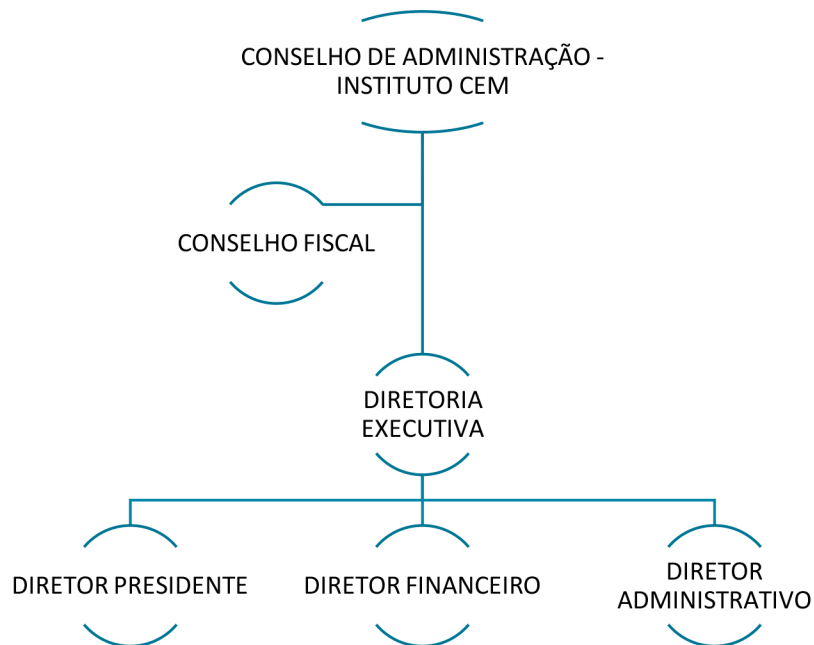 CONSELHO DE ADMINISTRAÇÃO -
INSTITUTO CEM
CONSELHO FISCAL
DIRETORIA
EXECUTIVA
DIRETOR PRESIDENTE
DIRETOR FINANCEIRO
DIRETOR
ADMINISTRATIVO